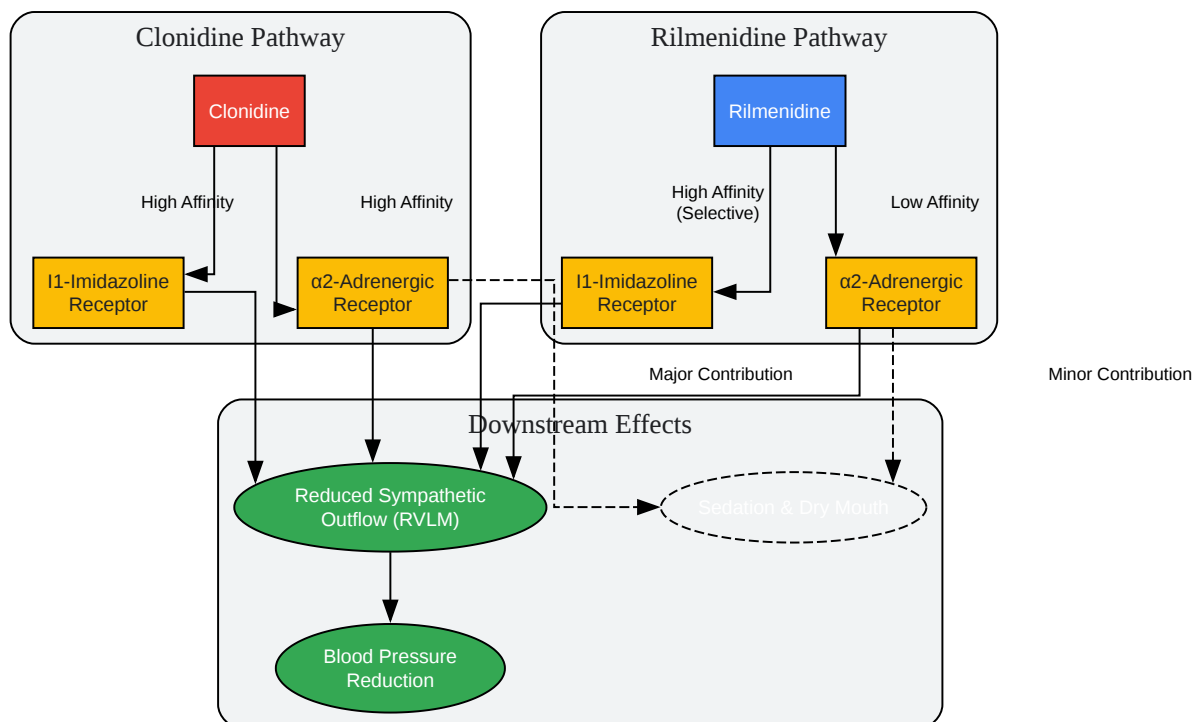 Clonidine Pathway
Rilmenidine Pathway
Clonidine
Rilmenidine
High Affinity
High Affinity
High Affinity
(Selective)
Low Affinity
I1-Imidazoline
Receptor
α2-Adrenergic
Receptor
I1-Imidazoline
Receptor
α2-Adrenergic
Receptor
Major Contribution
Minor Contribution
Downstream Effects
Reduced Sympathetic
Outflow (RVLM)
Sedation & Dry Mouth
Blood Pressure
Reduction